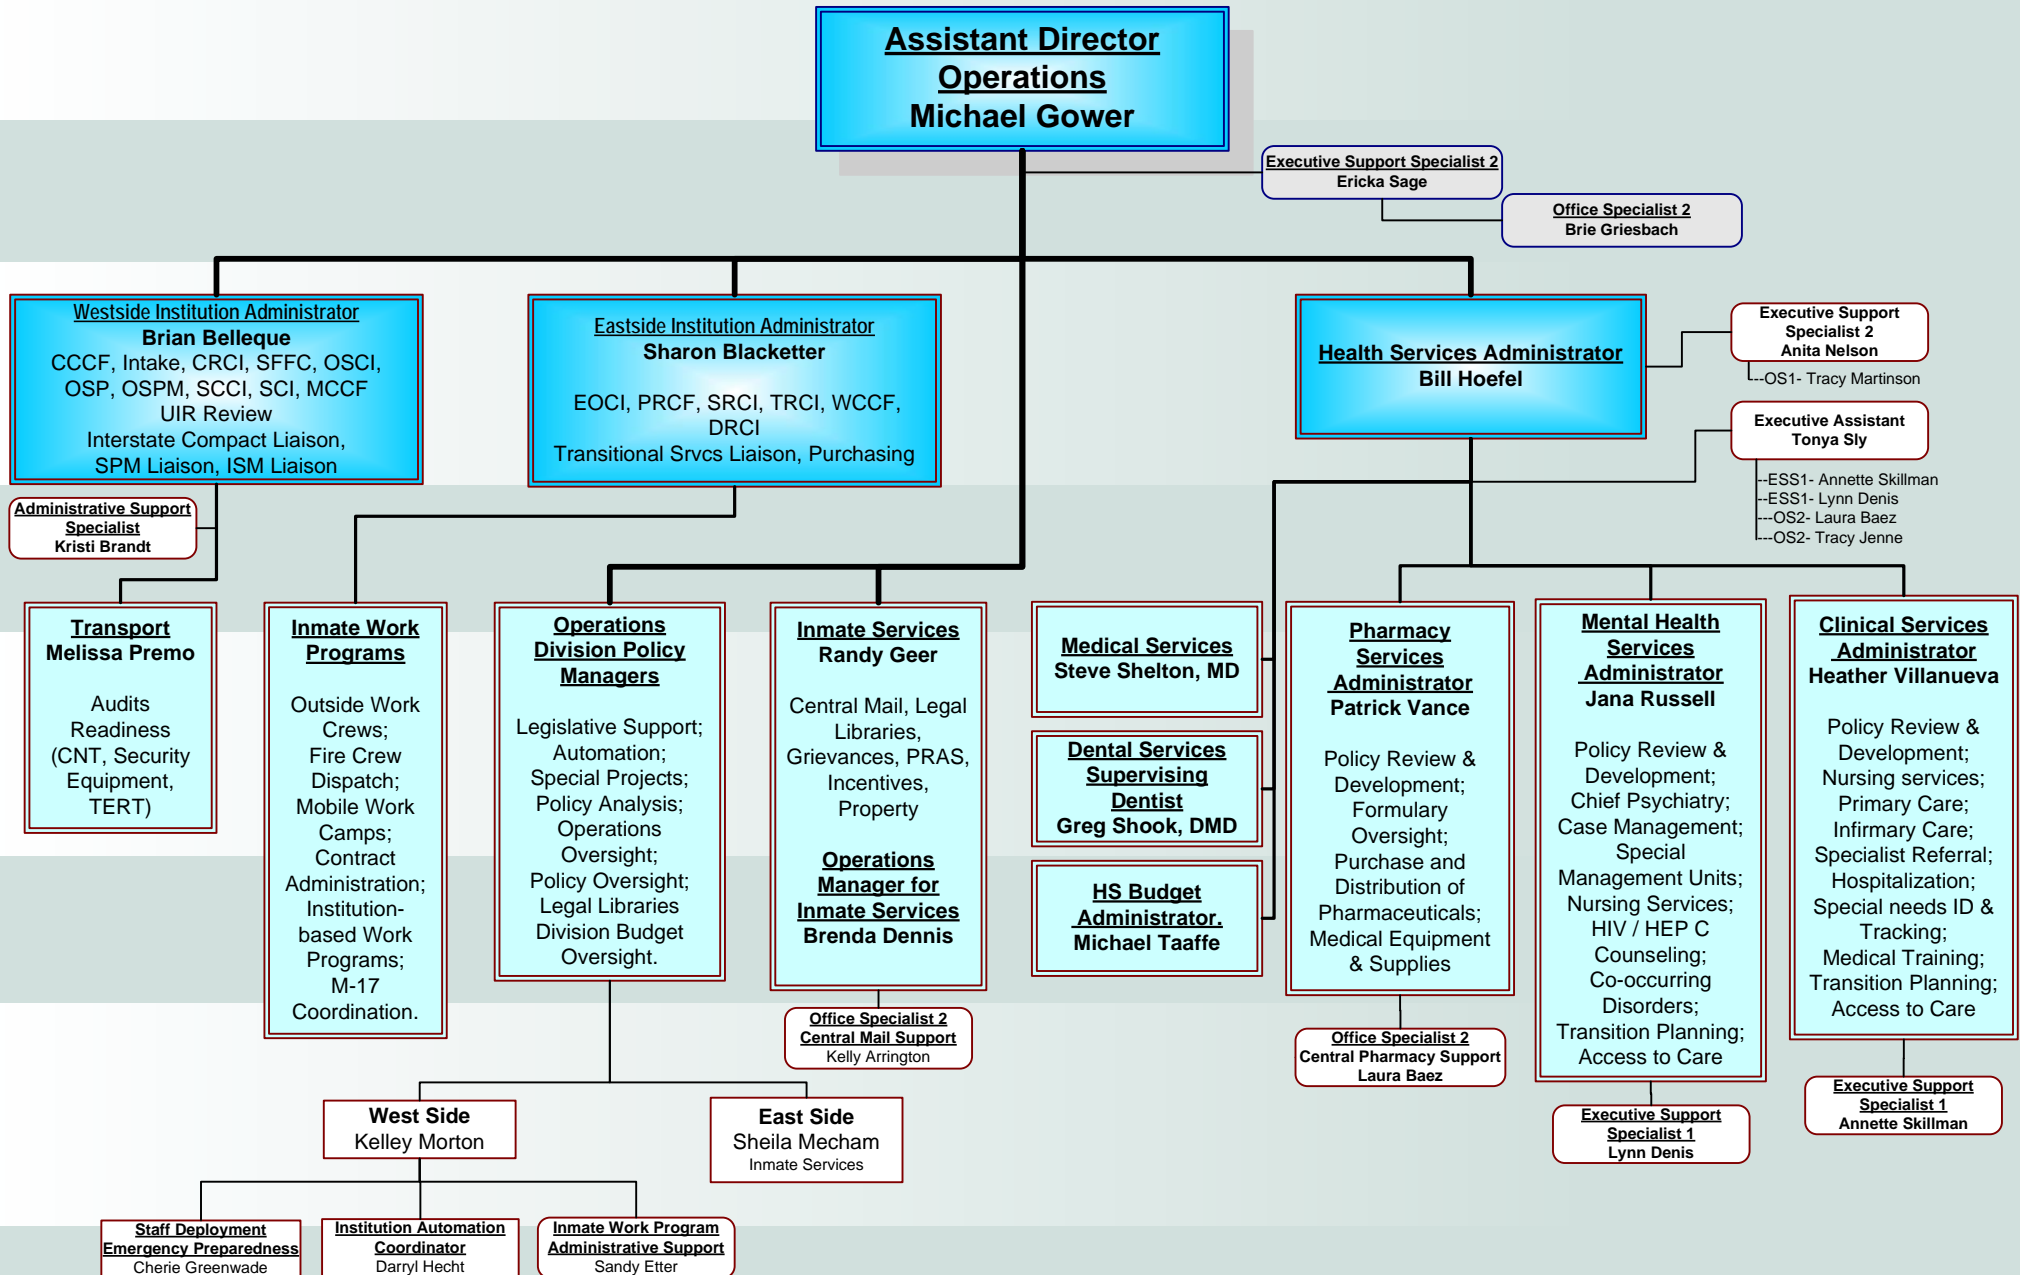 Assistant Director
Operations
Michael Gower
Executive Support Specialist 2
Ericka Sage
Office Specialist 2
Brie Griesbach
Westside Institution Administrator
Brian Belleque
CCCF, Intake, CRCI, SFFC, OSCI,
OSP, OSPM, SCCI, SCI, MCCF
UIR Review
Interstate Compact Liaison,
SPM Liaison, ISM Liaison
Eastside Institution Administrator
Sharon Blacketter
EOCI, PRCF, SRCI, TRCI, WCCF,
DRCI
Transitional Srvcs Liaison, Purchasing
Health Services Administrator
Bill Hoefel
Executive Support
Specialist 2
Anita Nelson
---OS1- Tracy Martinson
Executive Assistant
Tonya Sly
--ESS1- Annette Skillman
--ESS1- Lynn Denis
---OS2- Laura Baez
---OS2- Tracy Jenne
Administrative Support
Specialist
Kristi Brandt
Transport
Melissa Premo
Audits
Readiness
(CNT, Security
Equipment,
TERT)
Inmate Work
Programs
Outside Work
Crews;
Fire Crew
Dispatch;
Mobile Work
Camps;
Contract
Administration;
Institution-
based Work
Programs;
M-17
Coordination.
Operations
Division Policy
Managers
Legislative Support;
Automation;
Special Projects;
Policy Analysis;
Operations
Oversight;
Policy Oversight;
Legal Libraries
Division Budget
Oversight.
Inmate Services
Randy Geer
Central Mail, Legal
Libraries,
Grievances, PRAS,
Incentives,
Property
Operations
Manager for
Inmate Services
Brenda Dennis
Office Specialist 2
Central Mail Support
Kelly Arrington
Medical Services
Steve Shelton, MD
Dental Services
Supervising
Dentist
Greg Shook, DMD
HS Budget
Administrator.
Michael Taaffe
Pharmacy
Services
Administrator
Patrick Vance
Policy Review &
Development;
Formulary
Oversight;
Purchase and
Distribution of
Pharmaceuticals;
Medical Equipment
& Supplies
Office Specialist 2
Central Pharmacy Support
Laura Baez
Mental Health
Services
Administrator
Jana Russell
Policy Review &
Development;
Chief Psychiatry;
Case Management;
Special
Management Units;
Nursing Services;
HIV / HEP C
Counseling;
Co-occurring
Disorders;
Transition Planning;
Access to Care
Executive Support
Specialist 1
Lynn Denis
Clinical Services
Administrator
Heather Villanueva
Policy Review &
Development;
Nursing services;
Primary Care;
Infirmary Care;
Specialist Referral;
Hospitalization;
Special needs ID &
Tracking;
Medical Training;
Transition Planning;
Access to Care
Executive Support
Specialist 1
Annette Skillman
West Side
Kelley Morton
East Side
Sheila Mecham
Inmate Services
Staff Deployment
Emergency Preparedness
Cherie Greenwade
Institution Automation
Coordinator
Darryl Hecht
Inmate Work Program
Administrative Support
Sandy Etter